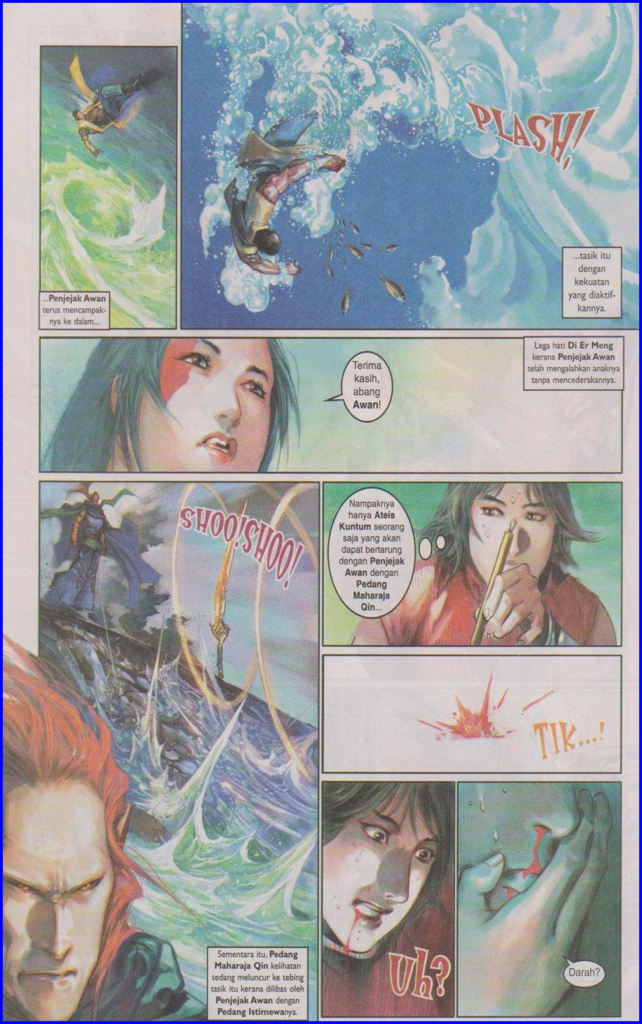 PLASH!
...Penjejak Awan
terus mencampak-
nya ke dalam...
...tasik itu
dengan
kekuatan
yang diaktif-
kannya.
Lega hati Di Er Meng
kerana Penjejak Awan
telah mengalahkan anaknya
tanpa mencederakannya.
Terima
kasih,
abang
Awan!
SHOO!SHOO!
Nampaknya
hanya Ateis
Kuntum seorang
saja yang akan
dapat bertarung
dengan Penjejak
Awan dengan
Pedang
Maharaja
Qin...
TIK...!
Uh?
Darah?
Sementara itu, Pedang
Maharaja Qin kelihatan
sedang meluncur ke tebing
tasik itu kerana dilibas oleh
Penjejak Awan dengan
Pedang Istimewanya.